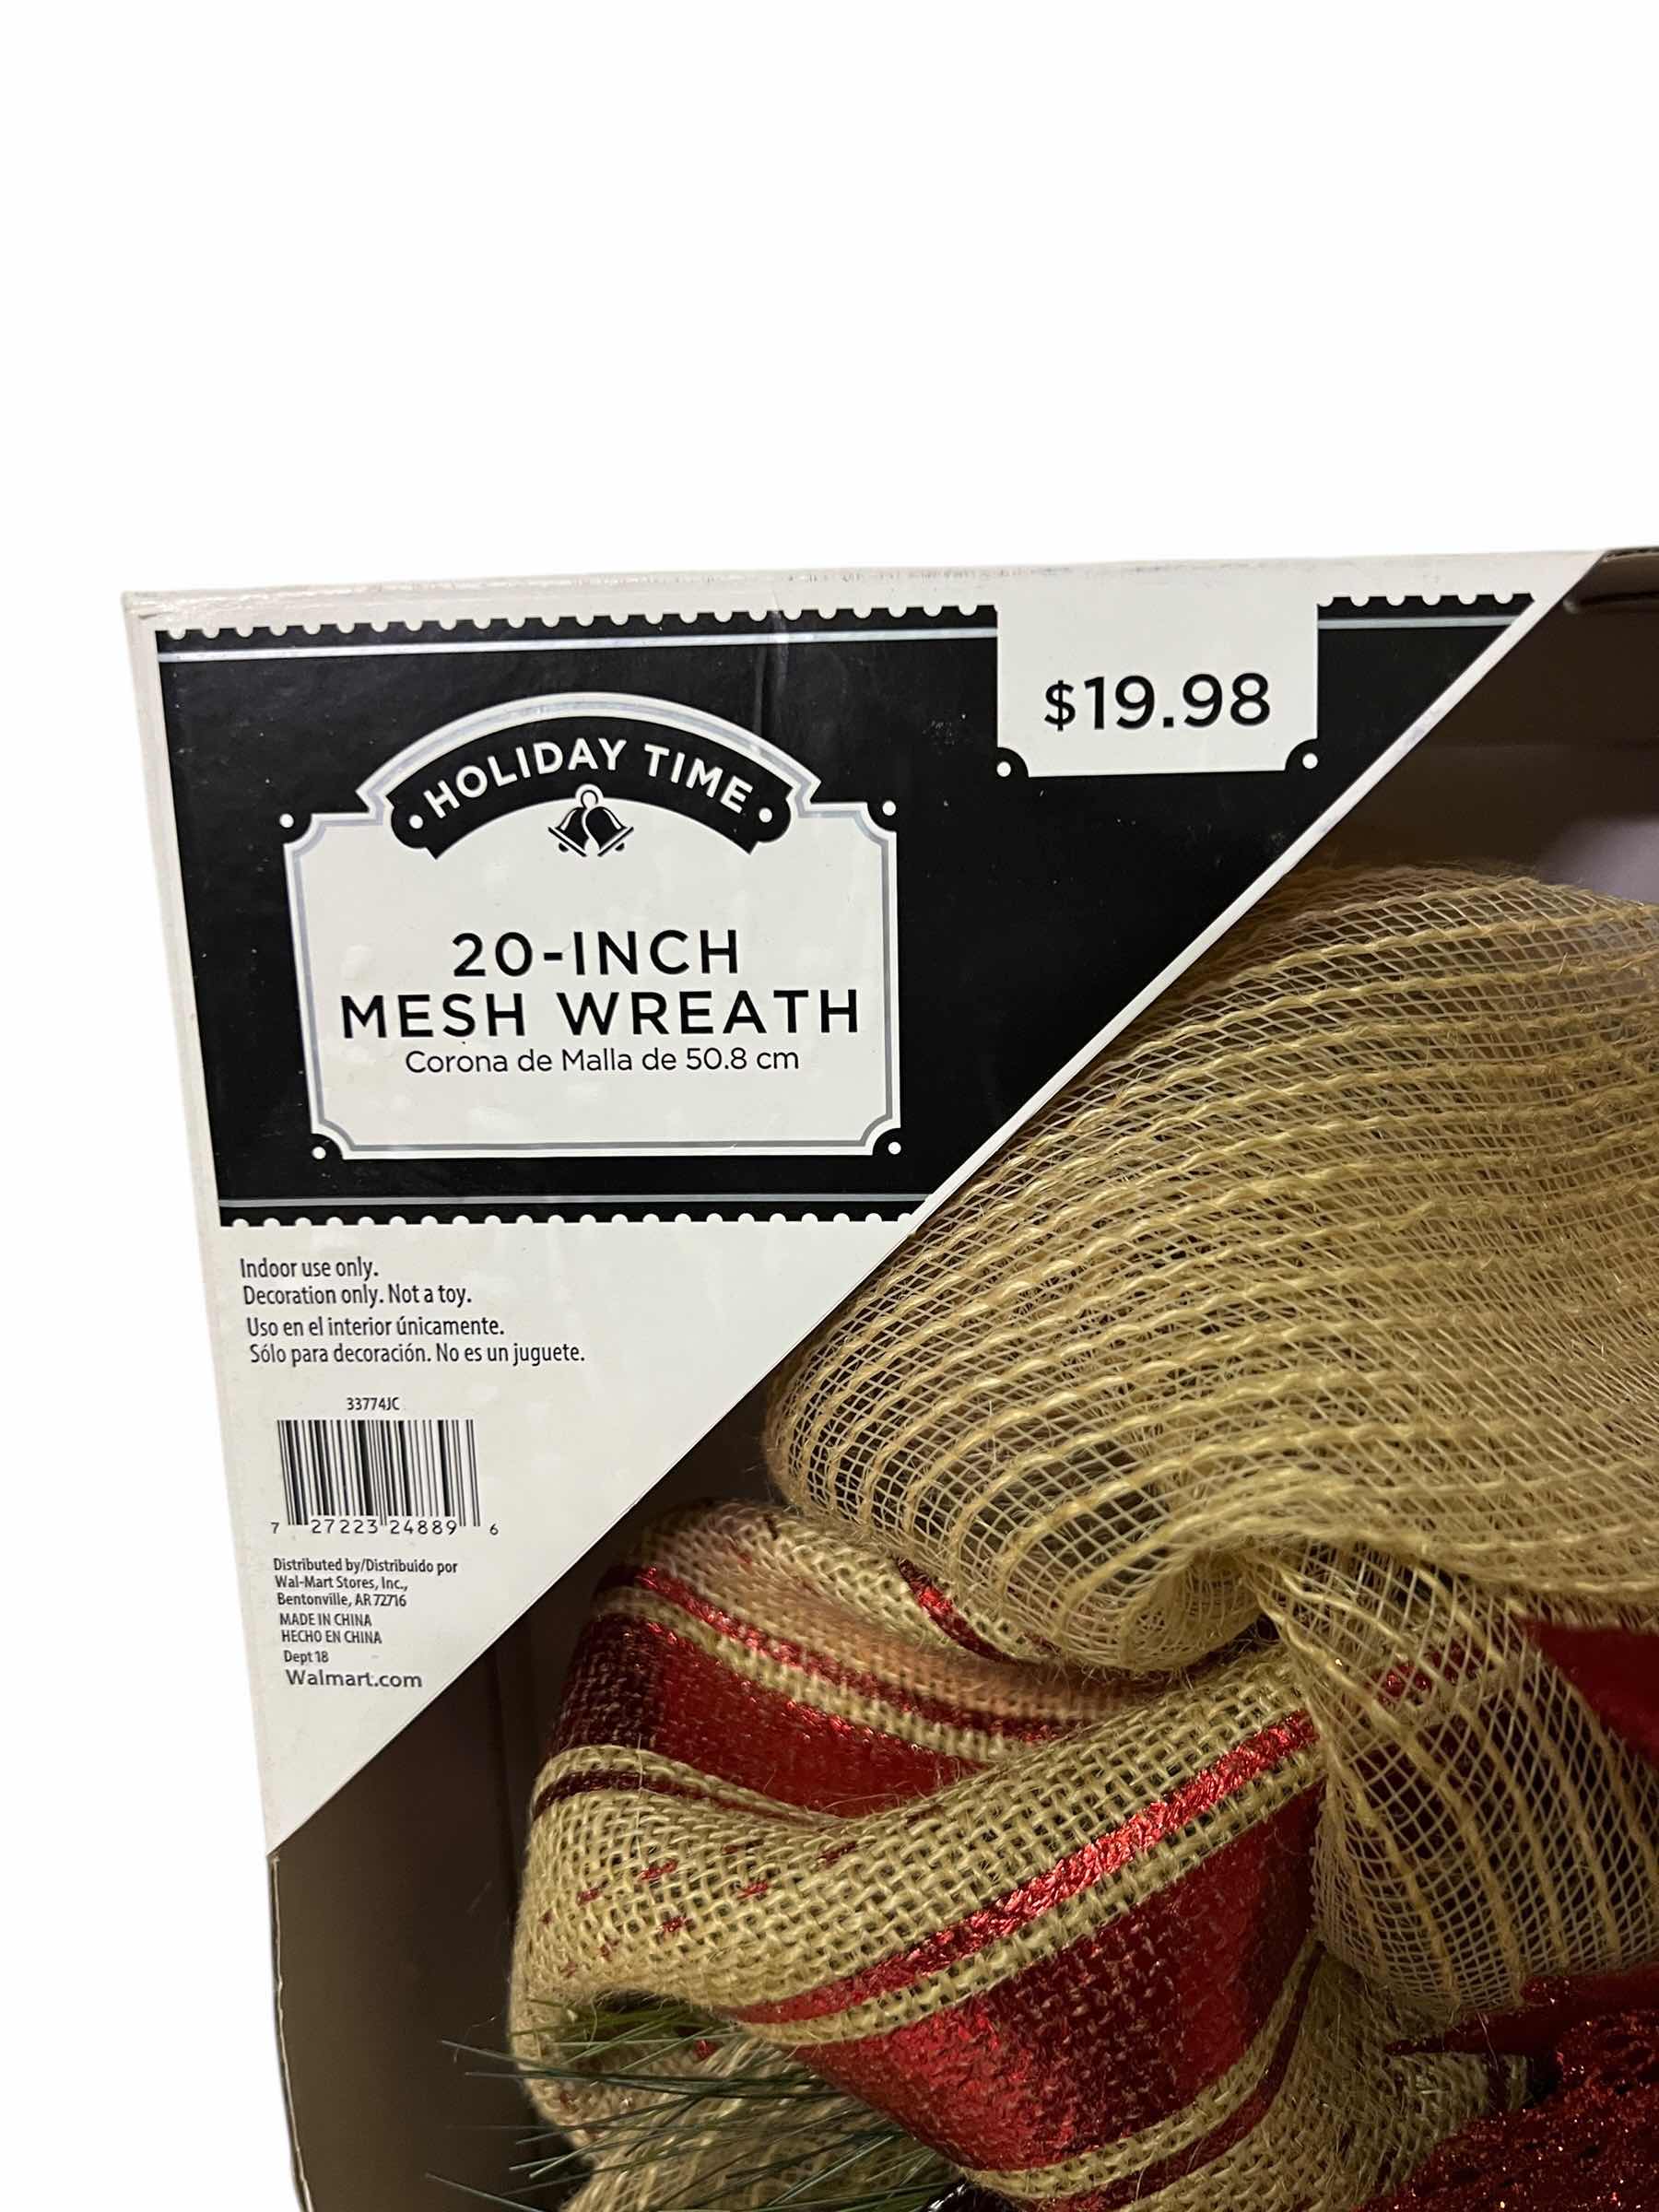 $19.98
HOLIDAY TIME
20-INCH
MESH WREATH
Corona de Malla de 50.8 cm
Indoor use only.
Decoration only. Not a toy.
Uso en el interior únicamente.
Sólo para decoración. No es un juguete.
33774JC
7 27223 24889 6
Distributed by/Distribuido por
Wal-Mart Stores, Inc.,
Bentonville, AR 72716
MADE IN CHINA
HECHO EN CHINA
Dept 18
Walmart.com